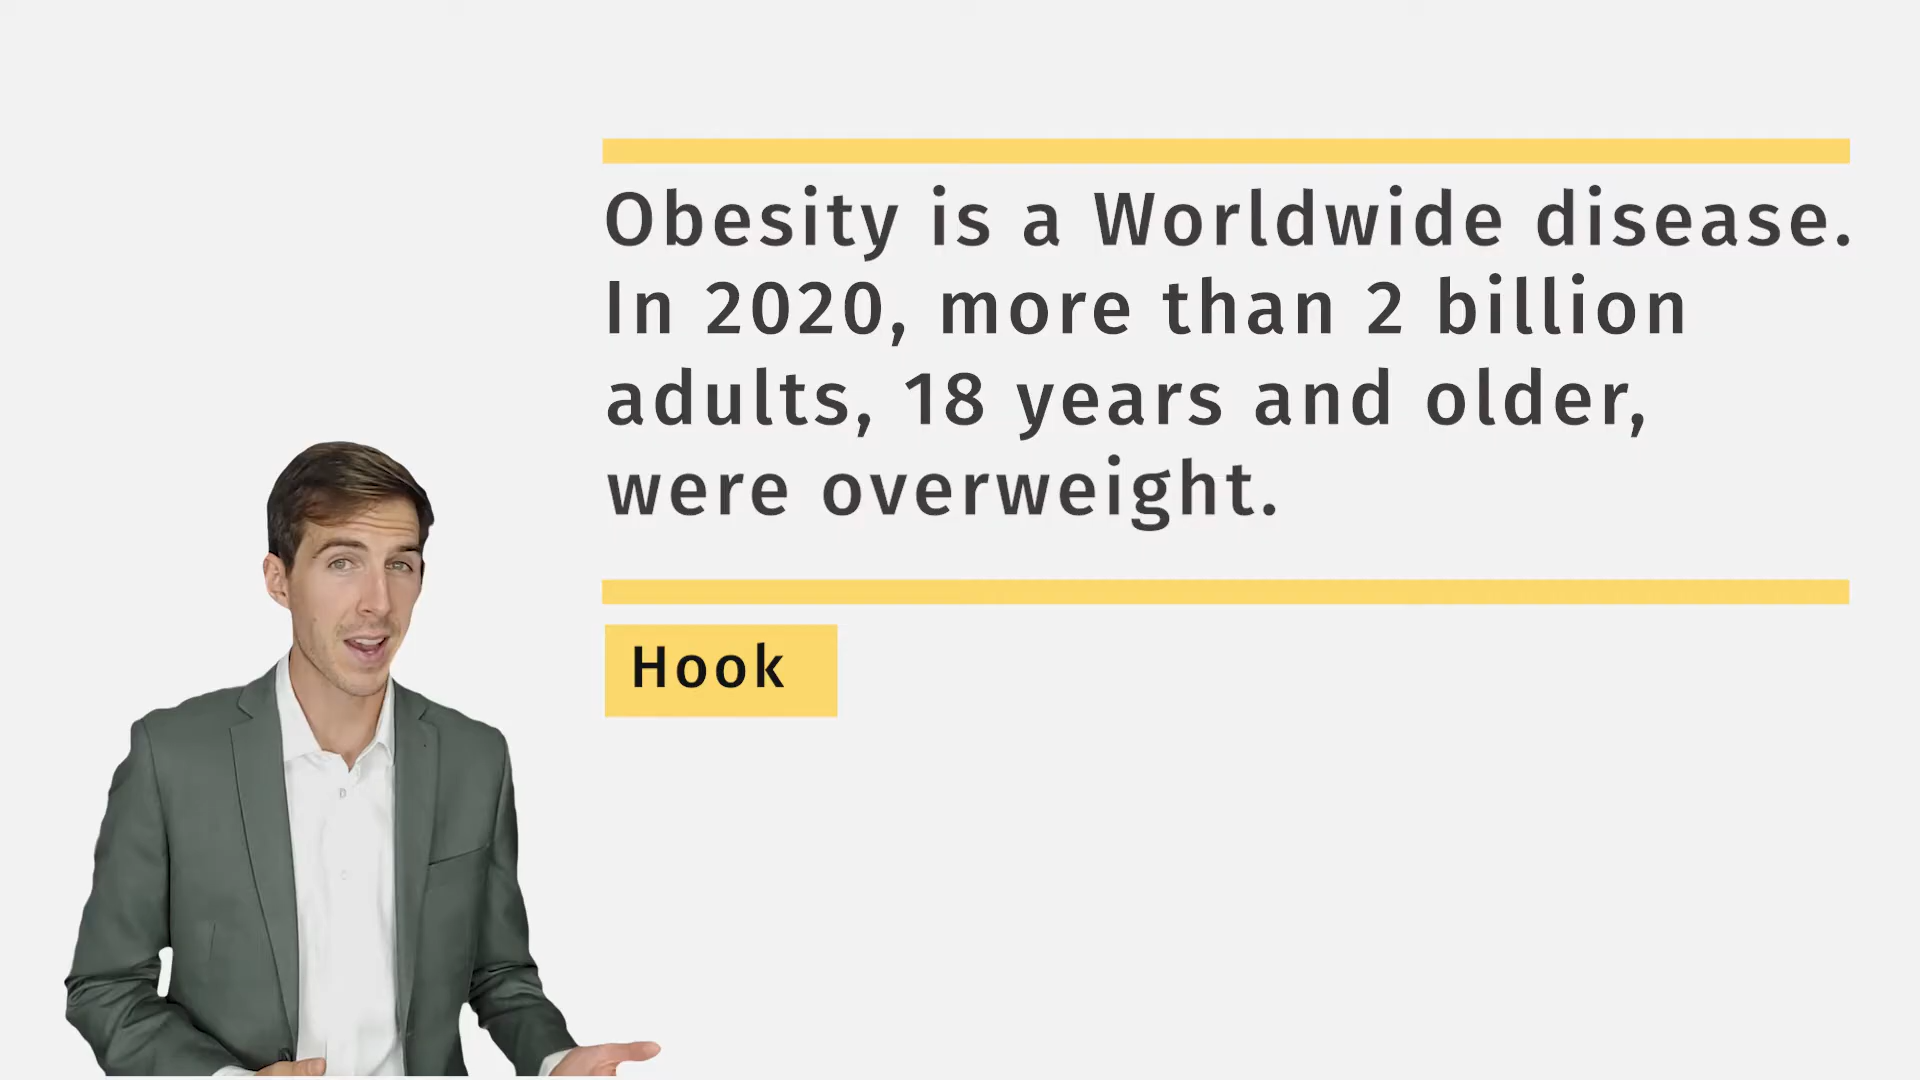 Obesity is a Worldwide disease.
In 2020, more than 2 billion
adults, 18 years and older,
were overweight.
Hook